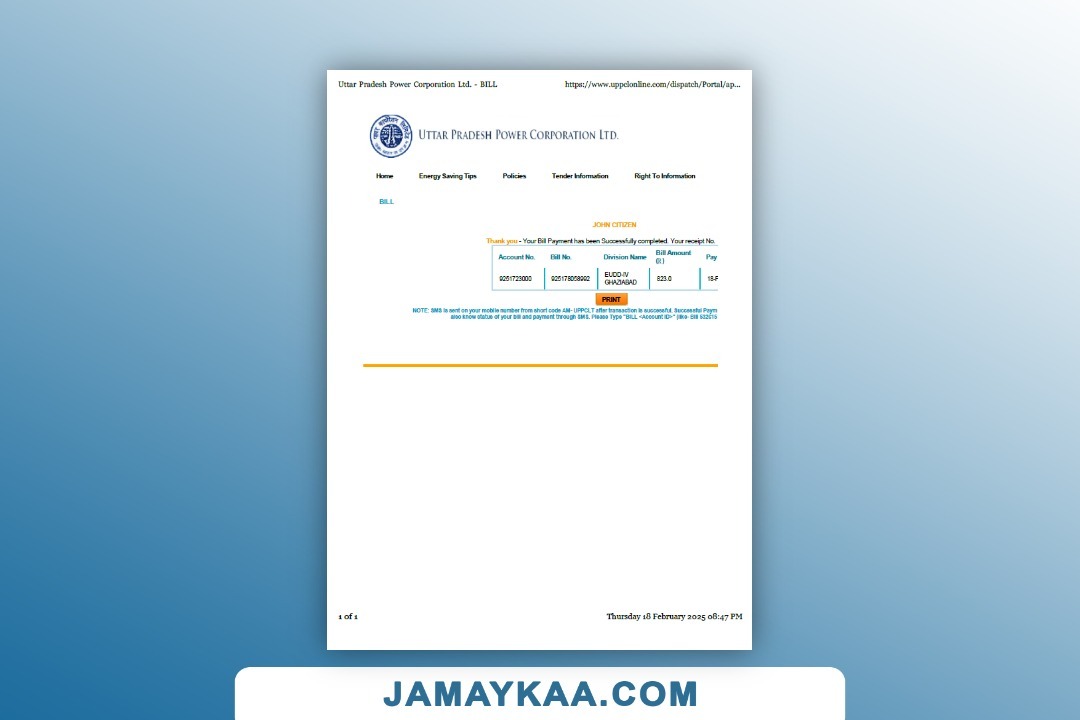 Uttar Pradesh Power Corporation Ltd. - BILL https://www.uppclonline.com/dispatch/Portal/ap...
UTTAR PRADESH POWER CORPORATION LTD.
Home Energy Saving Tips Policies Tender Information Right To Information
BILL
JOHN CITIZEN
Thank you - Your Bill Payment has been Successfully completed. Your receipt No.
Account No. Bill No. Division Name Bill Amount (₹) Pay
9251723000 925178058992 EUDD-IV GHAZIABAD 823.0 18-F
PRINT
NOTE: SMS is sent on your mobile number from short code AM- UPPCLT after transaction is successful. Successful Paym
also know status of your bill and payment through SMS. Please Type "BILL <Account ID>" (like- Bill 532615
1 of 1 Thursday 18 February 2025 08:47 PM
JAMAYKAA.COM